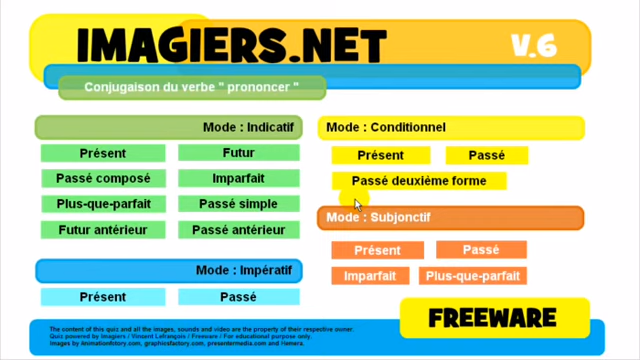 IMAGIERS.NET
V.6
Conjugaison du verbe " prononcer "
Mode : Indicatif
Présent Futur
Passé composé Imparfait
Plus-que-parfait Passé simple
Futur antérieur Passé antérieur
Mode : Impératif
Présent Passé
Mode : Conditionnel
Présent Passé
Passé deuxième forme
Mode : Subjonctif
Présent Passé
Imparfait Plus-que-parfait
FREEWARE
The content of this quiz and all the images, sounds and video are the property of their respective owner.
Quiz powered by Imagiers / Vincent Lefrançois / Freeware / For educational purpose only.
Images by Animationfatory.com, graphicsfactory.com, presentermedia.com and Hemera.